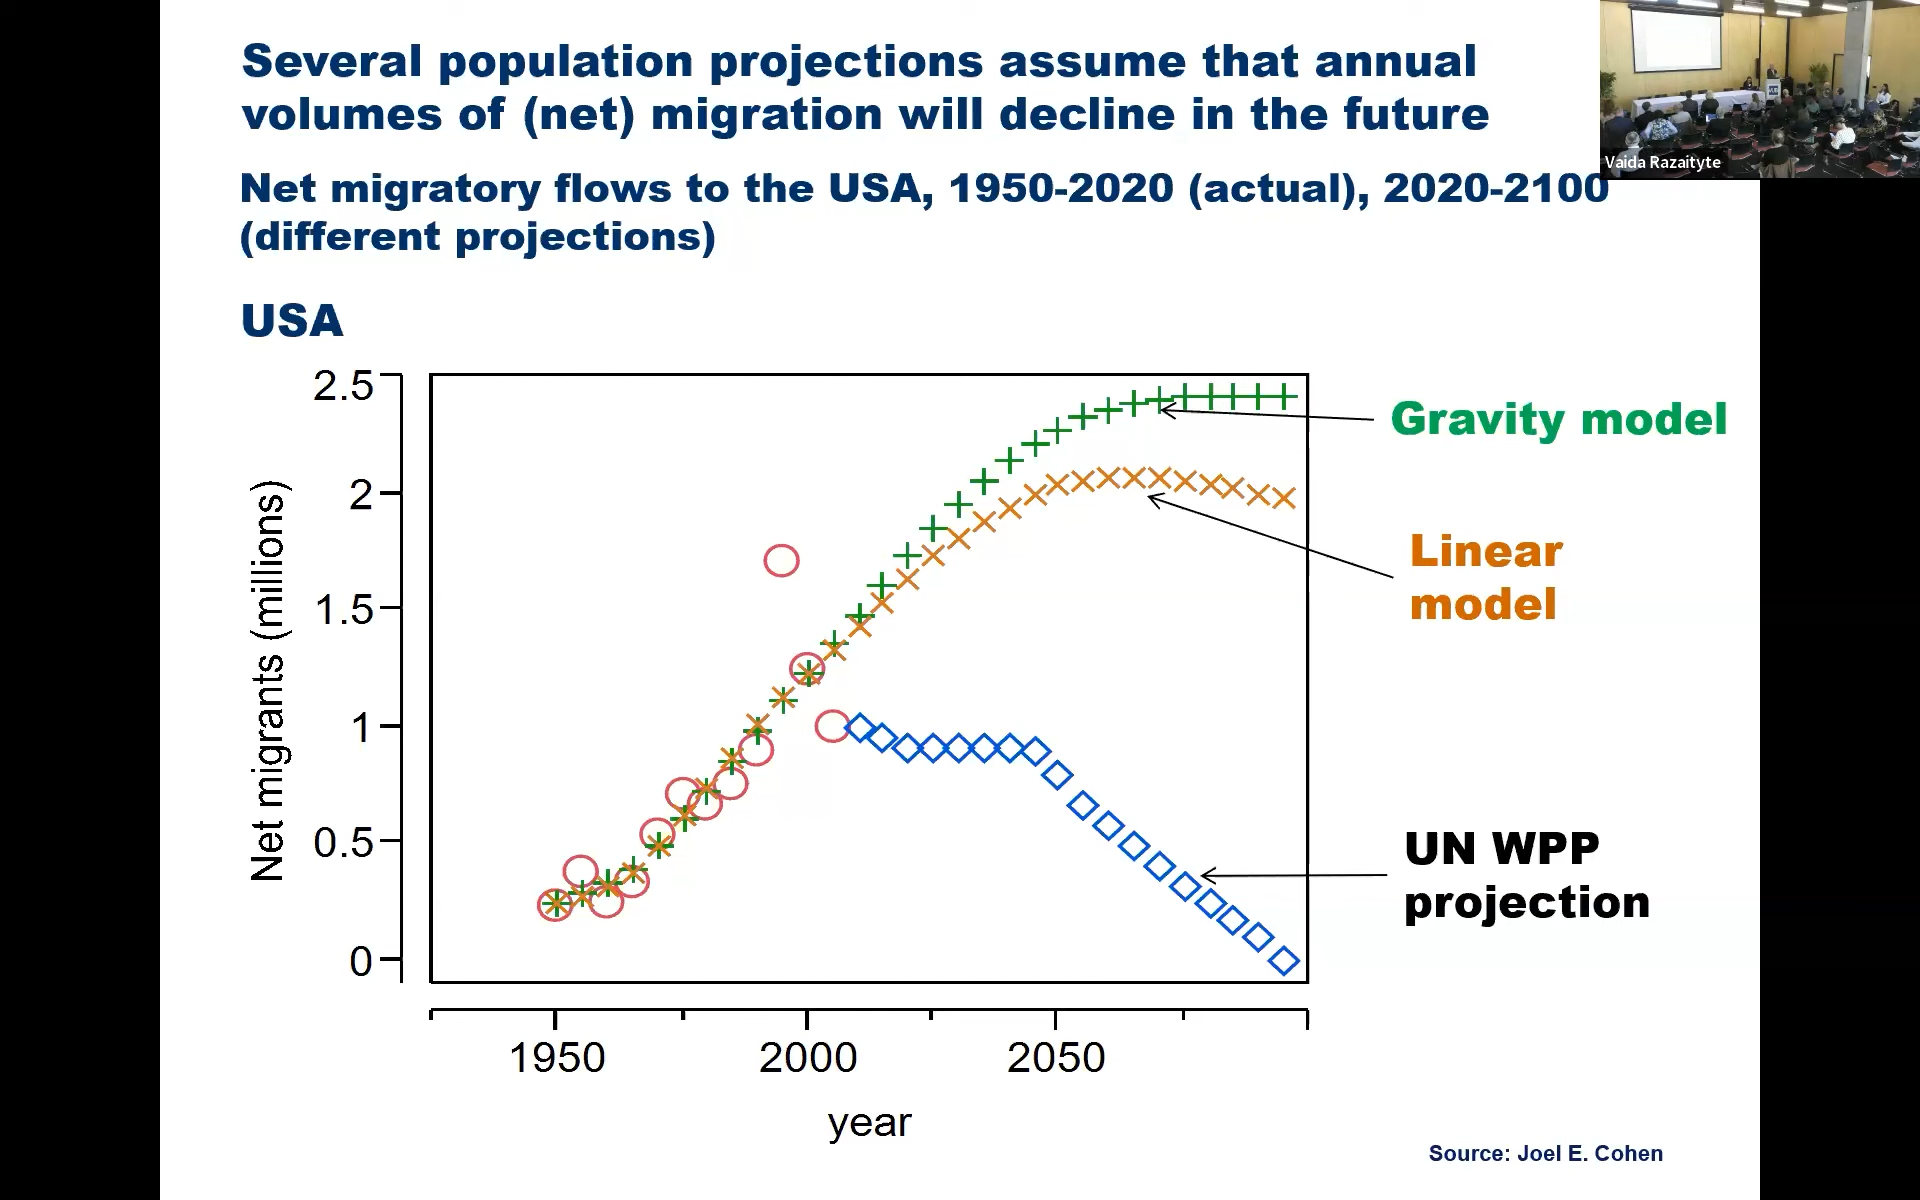 Several population projections assume that annual
volumes of (net) migration will decline in the future
Net migratory flows to the USA, 1950-2020 (actual), 2020-2100
(different projections)
Vaida Razaityte
USA
2.5
2
1.5
1
0.5
0
Net migrants (millions)
Gravity model
Linear
model
UN WPP
projection
1950
2000
2050
year
Source: Joel E. Cohen